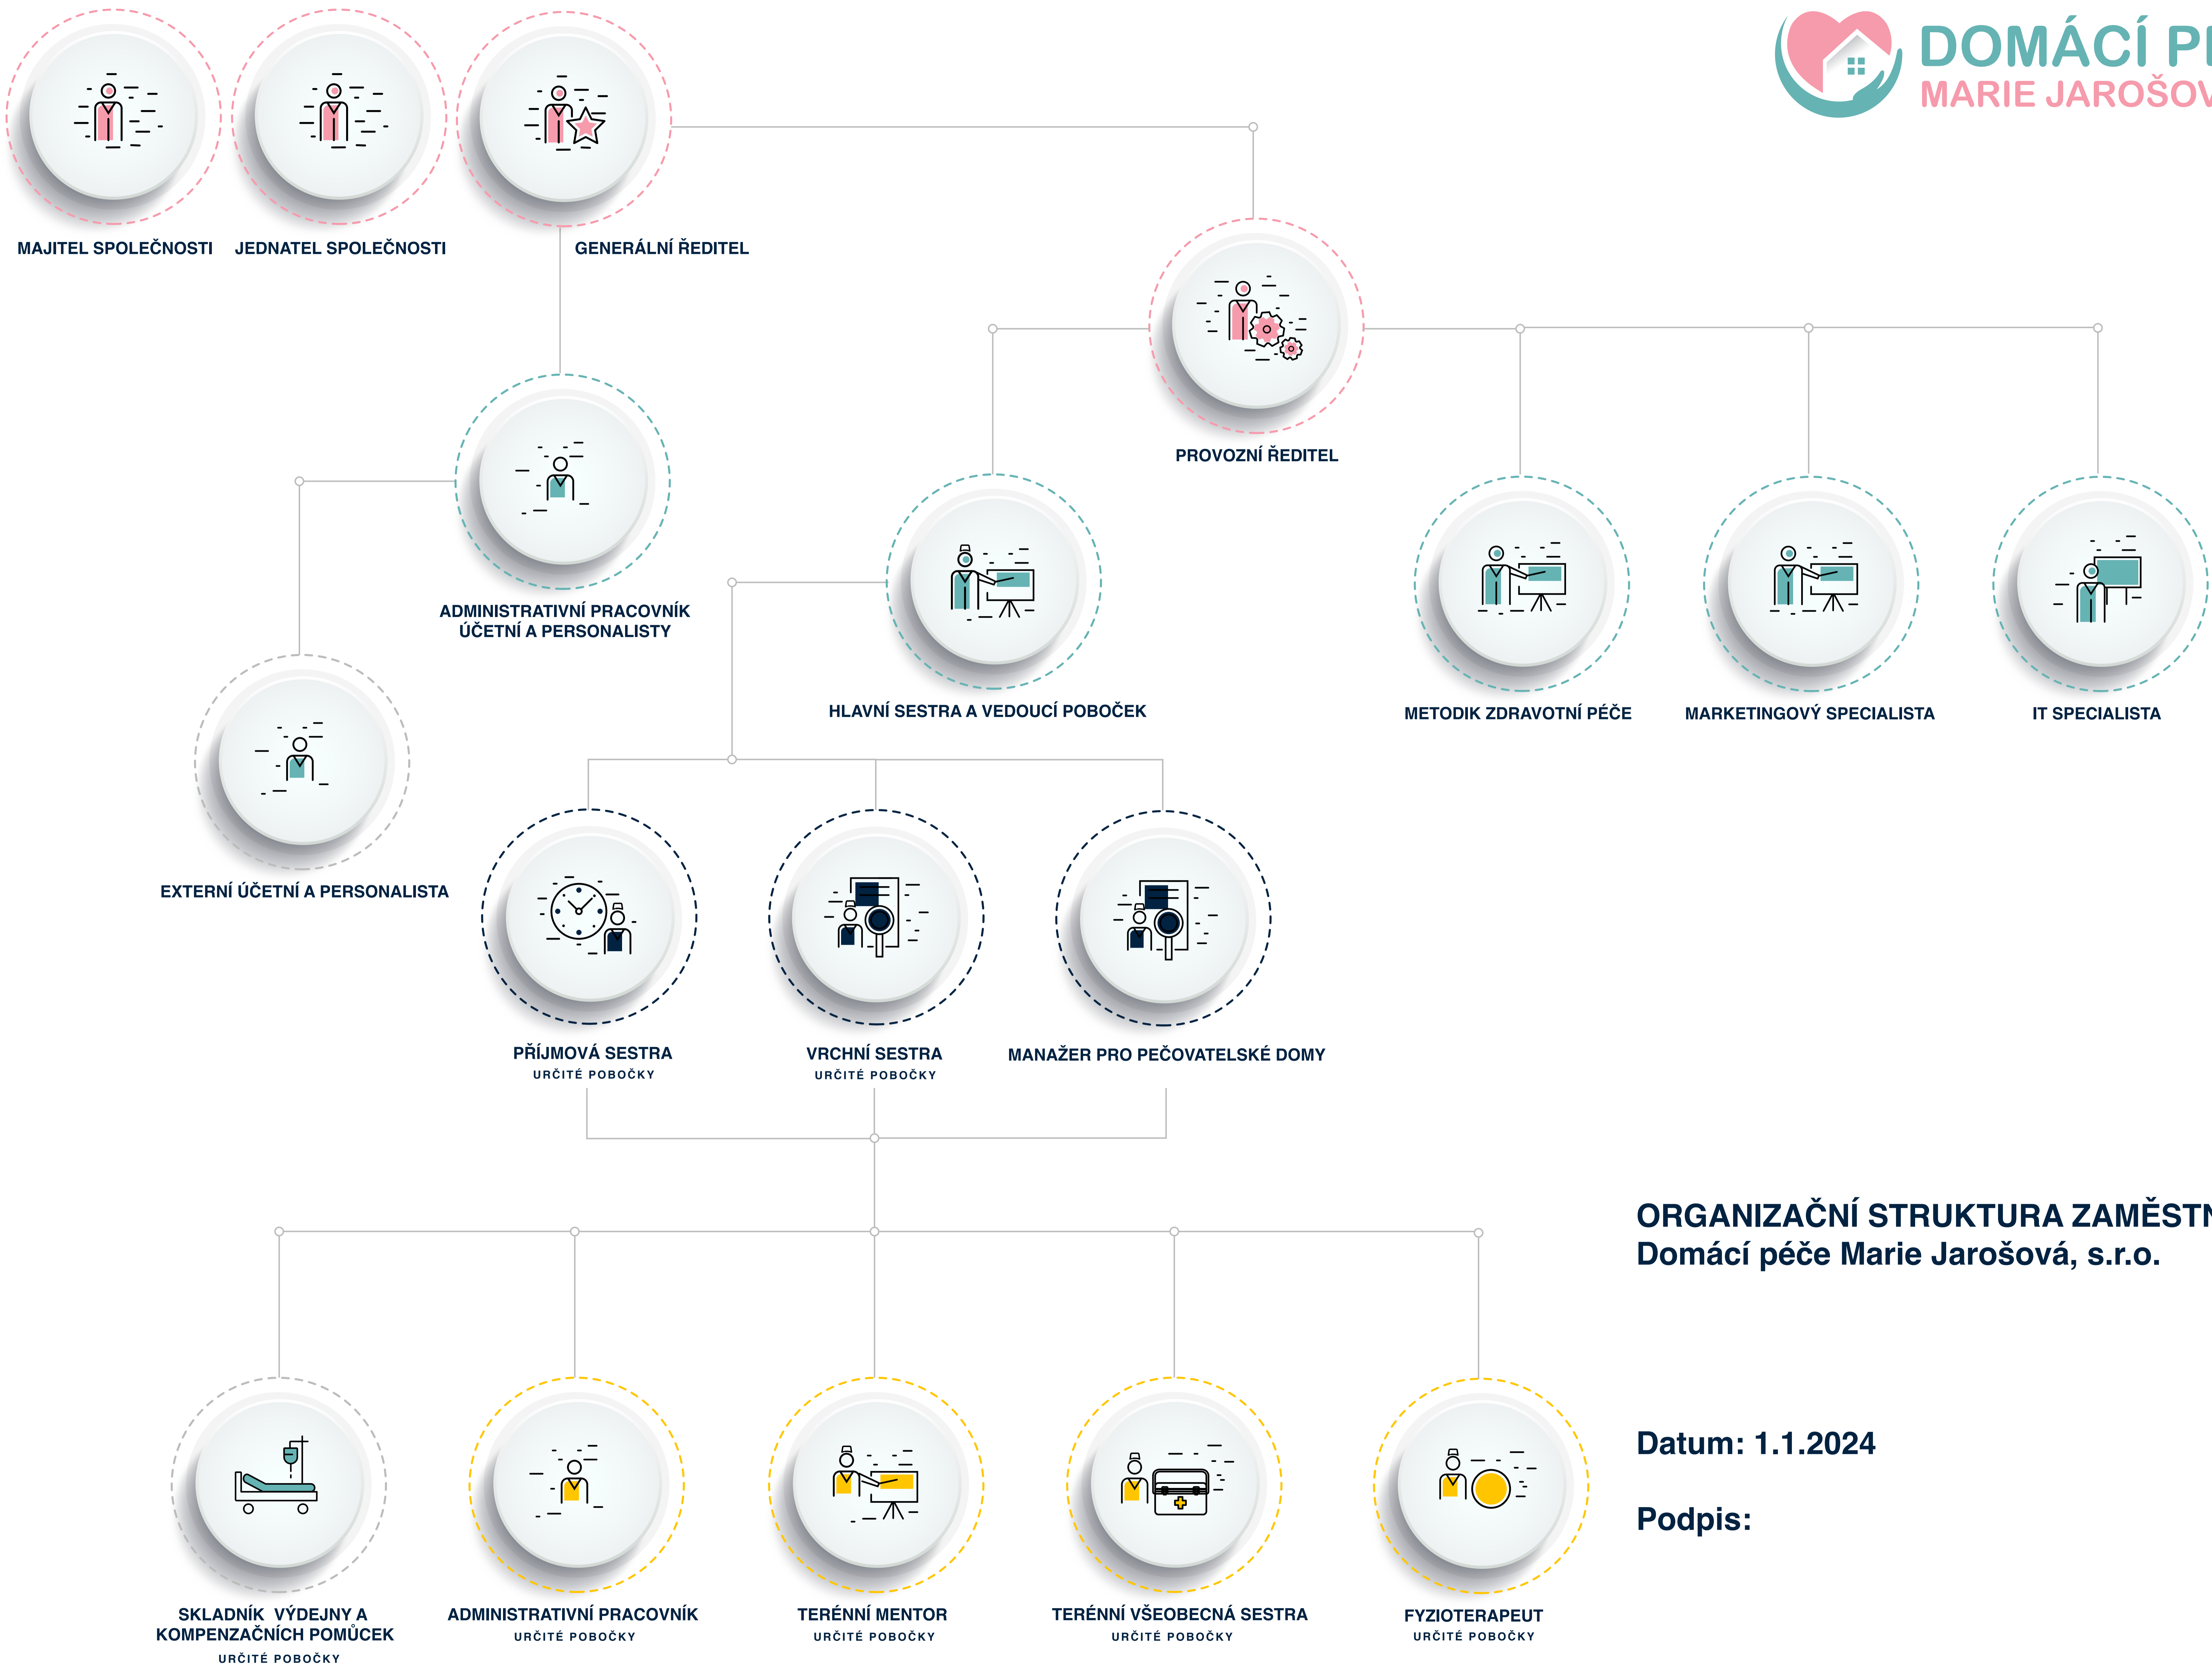 DOMÁCÍ
MARIE
MAJITEL SPOLEČNOSTI
JEDNATEL SPOLEČNOSTI
GENERÁLNÍ ŘEDITEL
PROVOZNÍ ŘEDITEL
ADMINISTRATIVNÍ PRACOVNÍK
ÚČETNÍ A PERSONALISTY
HLAVNÍ SESTRA A VEDOUCÍ POBOČEK
METODIK ZDRAVOTNÍ PÉČE
MARKETINGOVÝ SPECIALISTA
IT SPECIALISTA
EXTERNÍ ÚČETNÍ A PERSONALISTA
PŘÍJMOVÁ SESTRA
URČITÉ POBOČKY
VRCHNÍ SESTRA
URČITÉ POBOČKY
MANAŽER PRO PEČOVATELSKÉ DOMY
ORGANIZAČNÍ STRUKTURA
Domácí péče Marie Jarošová, s.r.o.
Datum: 1.1.2024
Podpis:
SKLADNÍK VÝDEJNY A
KOMPENZAČNÍCH POMŮCEK
URČITÉ POBOČKY
ADMINISTRATIVNÍ PRACOVNÍK
URČITÉ POBOČKY
TERÉNNÍ MENTOR
URČITÉ POBOČKY
TERÉNNÍ VŠEOBECNÁ SESTRA
URČITÉ POBOČKY
FYZIOTERAPEUT
URČITÉ POBOČKY